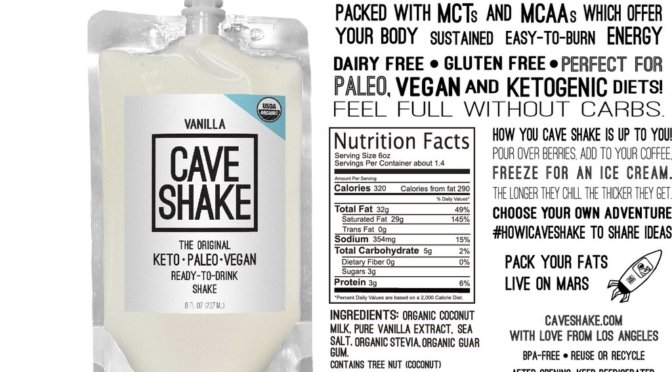 USDA
ORGANIC
VANILLA
CAVE
SHAKE
THE ORIGINAL
KETO • PALEO • VEGAN
READY-TO-DRINK
SHAKE
8 FL OZ (237 ML)
PACKED WITH MCTs AND MCAAs WHICH OFFER
YOUR BODY SUSTAINED EASY-TO-BURN ENERGY
DAIRY FREE • GLUTEN FREE • PERFECT FOR
PALEO, VEGAN AND KETOGENIC DIETS!
FEEL FULL WITHOUT CARBS.
Nutrition Facts
Serving Size 6oz
Servings Per Container about 1.4
Amount Per Serving
Calories 320 Calories from fat 290
% Daily Values*
Total Fat 32g 49%
Saturated Fat 29g 145%
Trans Fat 0g
Sodium 354mg 15%
Total Carbohydrate 5g 2%
Dietary Fiber 0g 0%
Sugars 3g
Protein 3g 6%
*Percent Daily Values are based on a 2,000 Calorie Diet.
INGREDIENTS: ORGANIC COCONUT
MILK, PURE VANILLA EXTRACT, SEA
SALT, ORGANIC STEVIA, ORGANIC GUAR
GUM.
CONTAINS TREE NUT (COCONUT)
HOW YOU CAVE SHAKE IS UP TO YOU!
POUR OVER BERRIES, ADD TO YOUR COFFEE,
FREEZE FOR AN ICE CREAM.
THE LONGER THEY CHILL THE THICKER THEY GET.
CHOOSE YOUR OWN ADVENTURE
#HOWICAVESHAKE TO SHARE IDEAS
PACK YOUR FATS
LIVE ON MARS
CAVESHAKE.COM
WITH LOVE FROM LOS ANGELES
BPA-FREE • REUSE OR RECYCLE
AFTER OPENING, KEEP REFRIGERATED